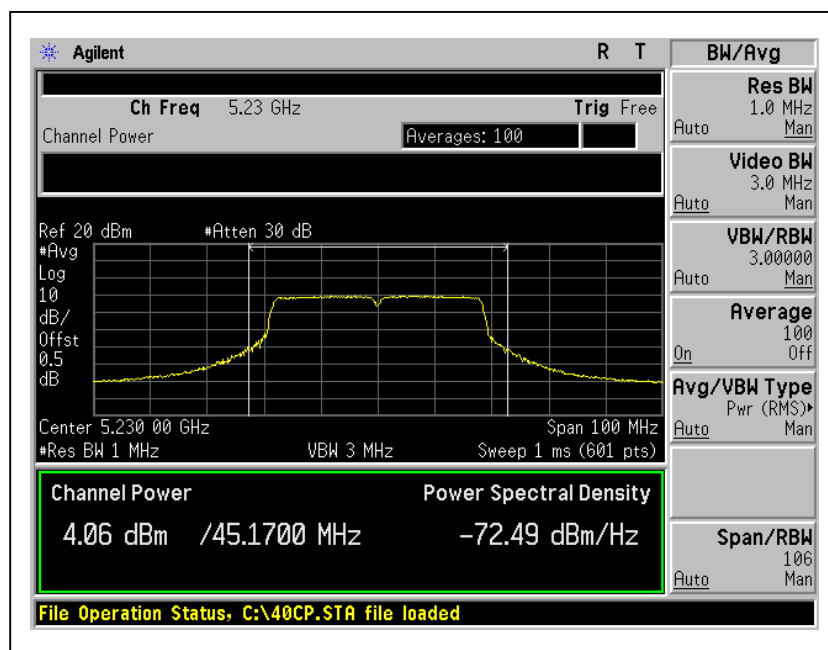 Agilent R T
Ch Freq 5.23 GHz Trig Free
Channel Power Averages: 100
Ref 20 dBm #Atten 30 dB
#Avg
Log
10
dB/
Offst
0.5
dB
Center 5.230 00 GHz Span 100 MHz
#Res BW 1 MHz VBW 3 MHz Sweep 1 ms (601 pts)
Channel Power Power Spectral Density
4.06 dBm /45.1700 MHz -72.49 dBm/Hz
File Operation Status, C:\40CP.STA file loaded
BW/Avg
Res BW
1.0 MHz
Auto Man
Video BW
3.0 MHz
Auto Man
VBW/RBW
3.00000
Auto Man
Average
100
On Off
Avg/VBW Type
Pwr (RMS)▸
Auto Man
Span/RBW
106
Auto Man